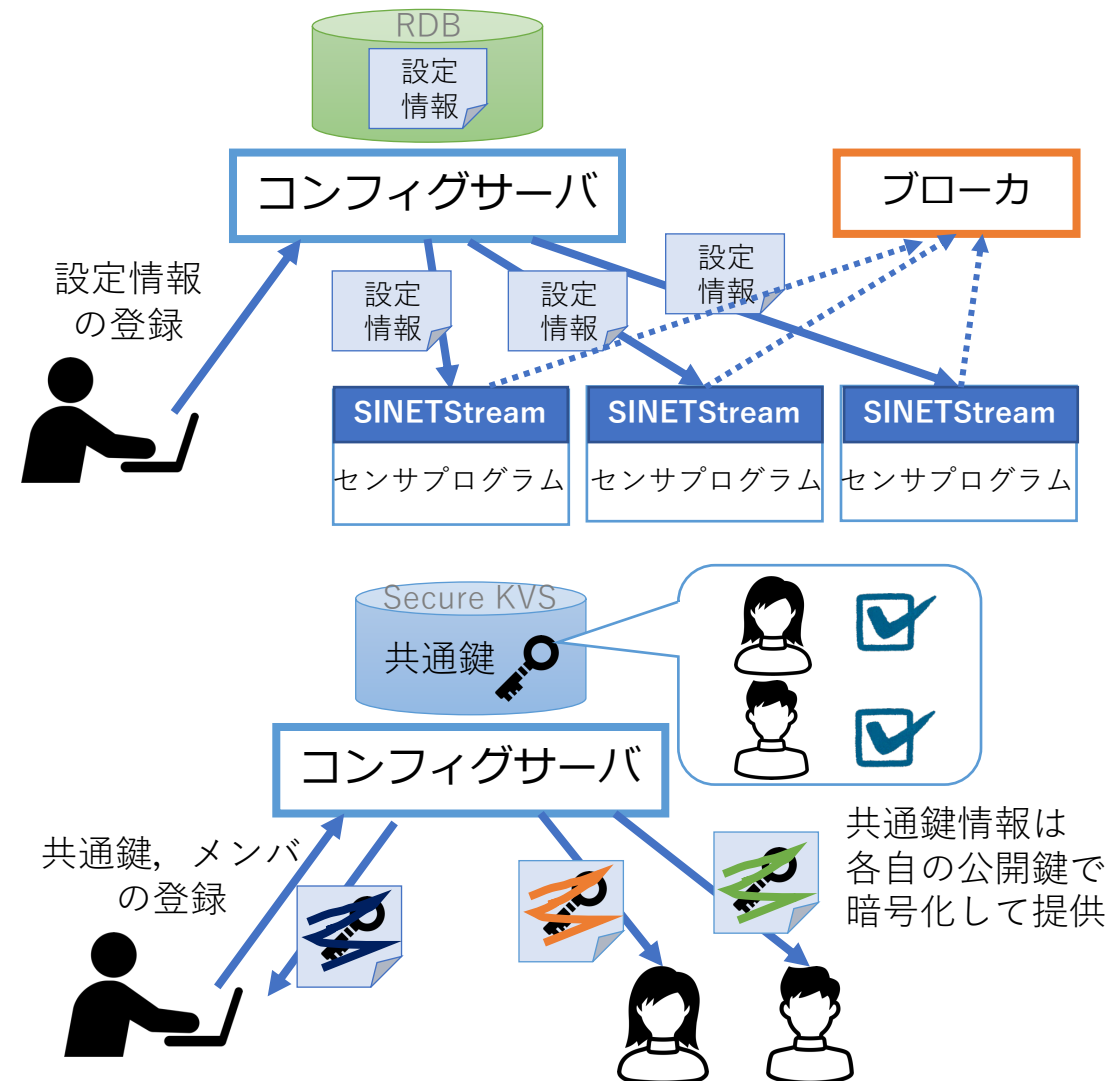 RDB
設定
情報
コンフィグサーバ
ブローカ
設定情報
の登録
設定
情報
設定
情報
設定
情報
SINETStream
SINETStream
SINETStream
センサプログラム
センサプログラム
センサプログラム
Secure KVS
共通鍵
コンフィグサーバ
共通鍵，メンバ
の登録
共通鍵情報は
各自の公開鍵で
暗号化して提供